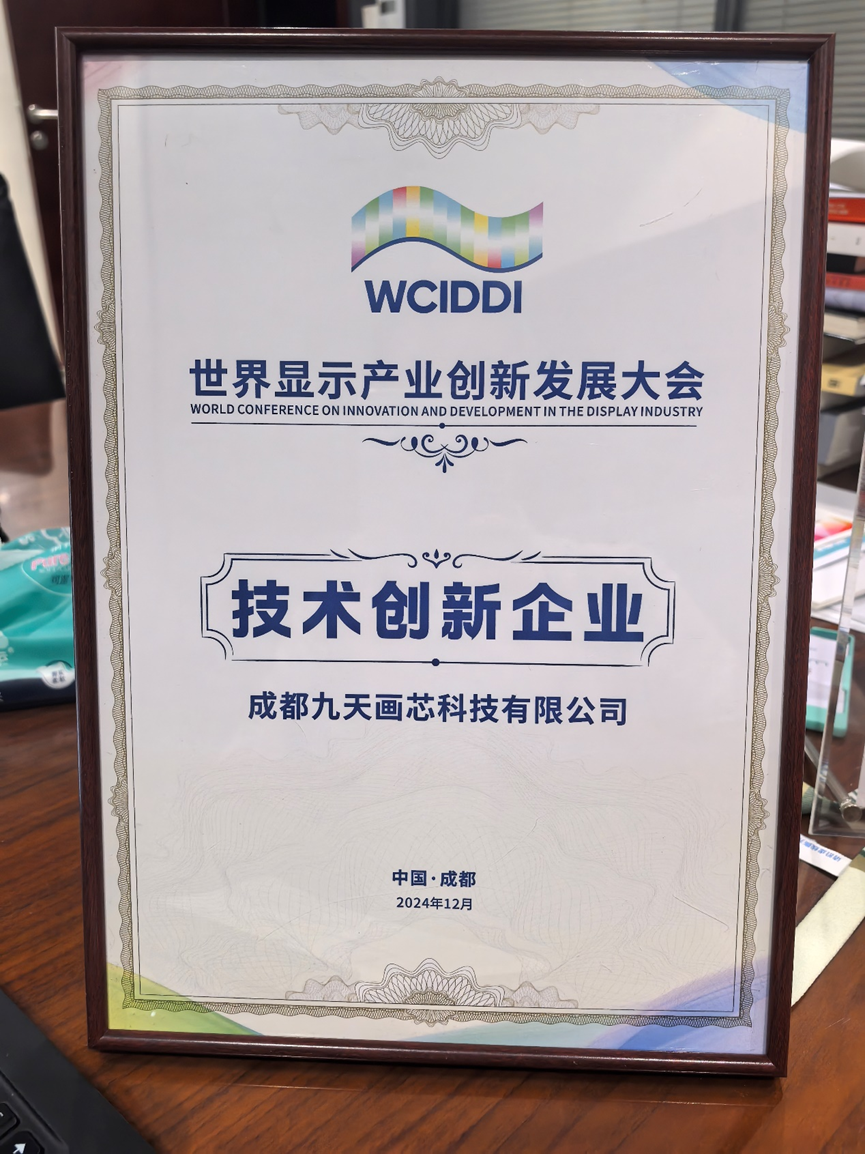 WCIDDI
世界显示产业创新发展大会
WORLD CONFERENCE ON INNOVATION AND DEVELOPMENT IN THE DISPLAY INDUSTRY
技术创新企业
成都九天画芯科技有限公司
中国·成都
2024年12月